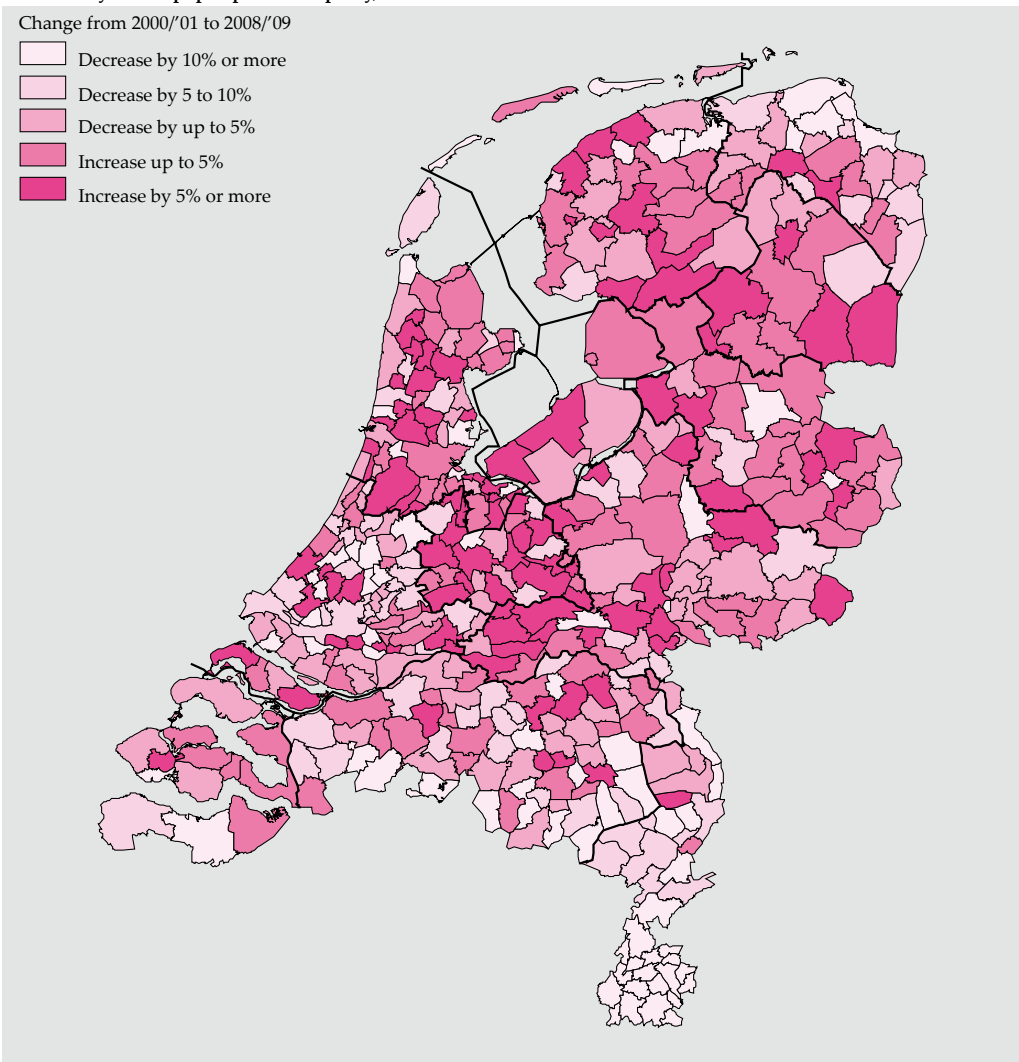 Change from 2000/’01 to 2008/’09
Decrease by 10% or more
Decrease by 5 to 10%
Decrease by up to 5%
Increase up to 5%
Increase by 5% or more